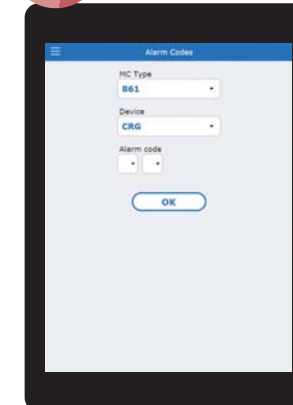 Alarm Codes
MC Type
861
Device
CRG
Alarm code
OK